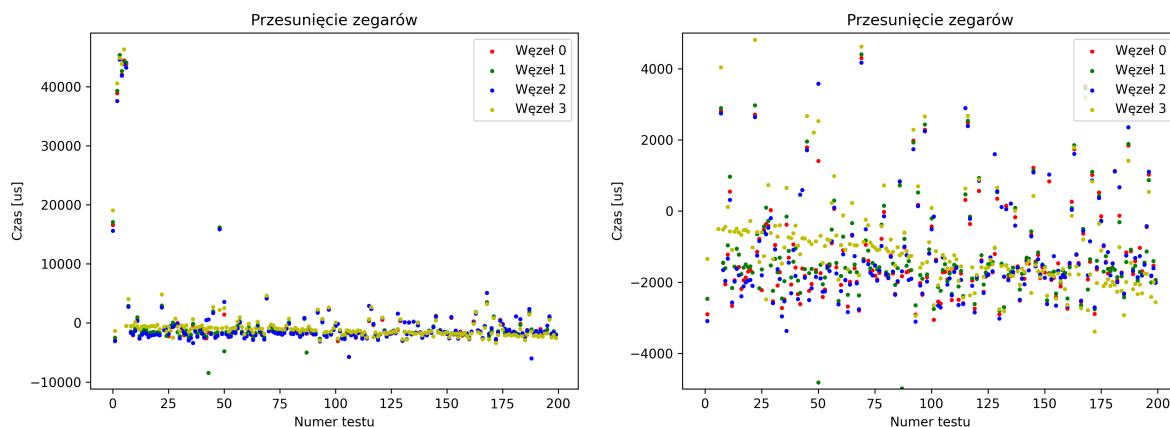 Przesunięcie zegarów
Czas [us]
40000
30000
20000
10000
0
−10000
0
25
50
75
100
125
150
175
200
Numer testu
Węzeł 0
Węzeł 1
Węzeł 2
Węzeł 3
Przesunięcie zegarów
Czas [us]
4000
2000
0
−2000
−4000
0
25
50
75
100
125
150
175
200
Numer testu
Węzeł 0
Węzeł 1
Węzeł 2
Węzeł 3